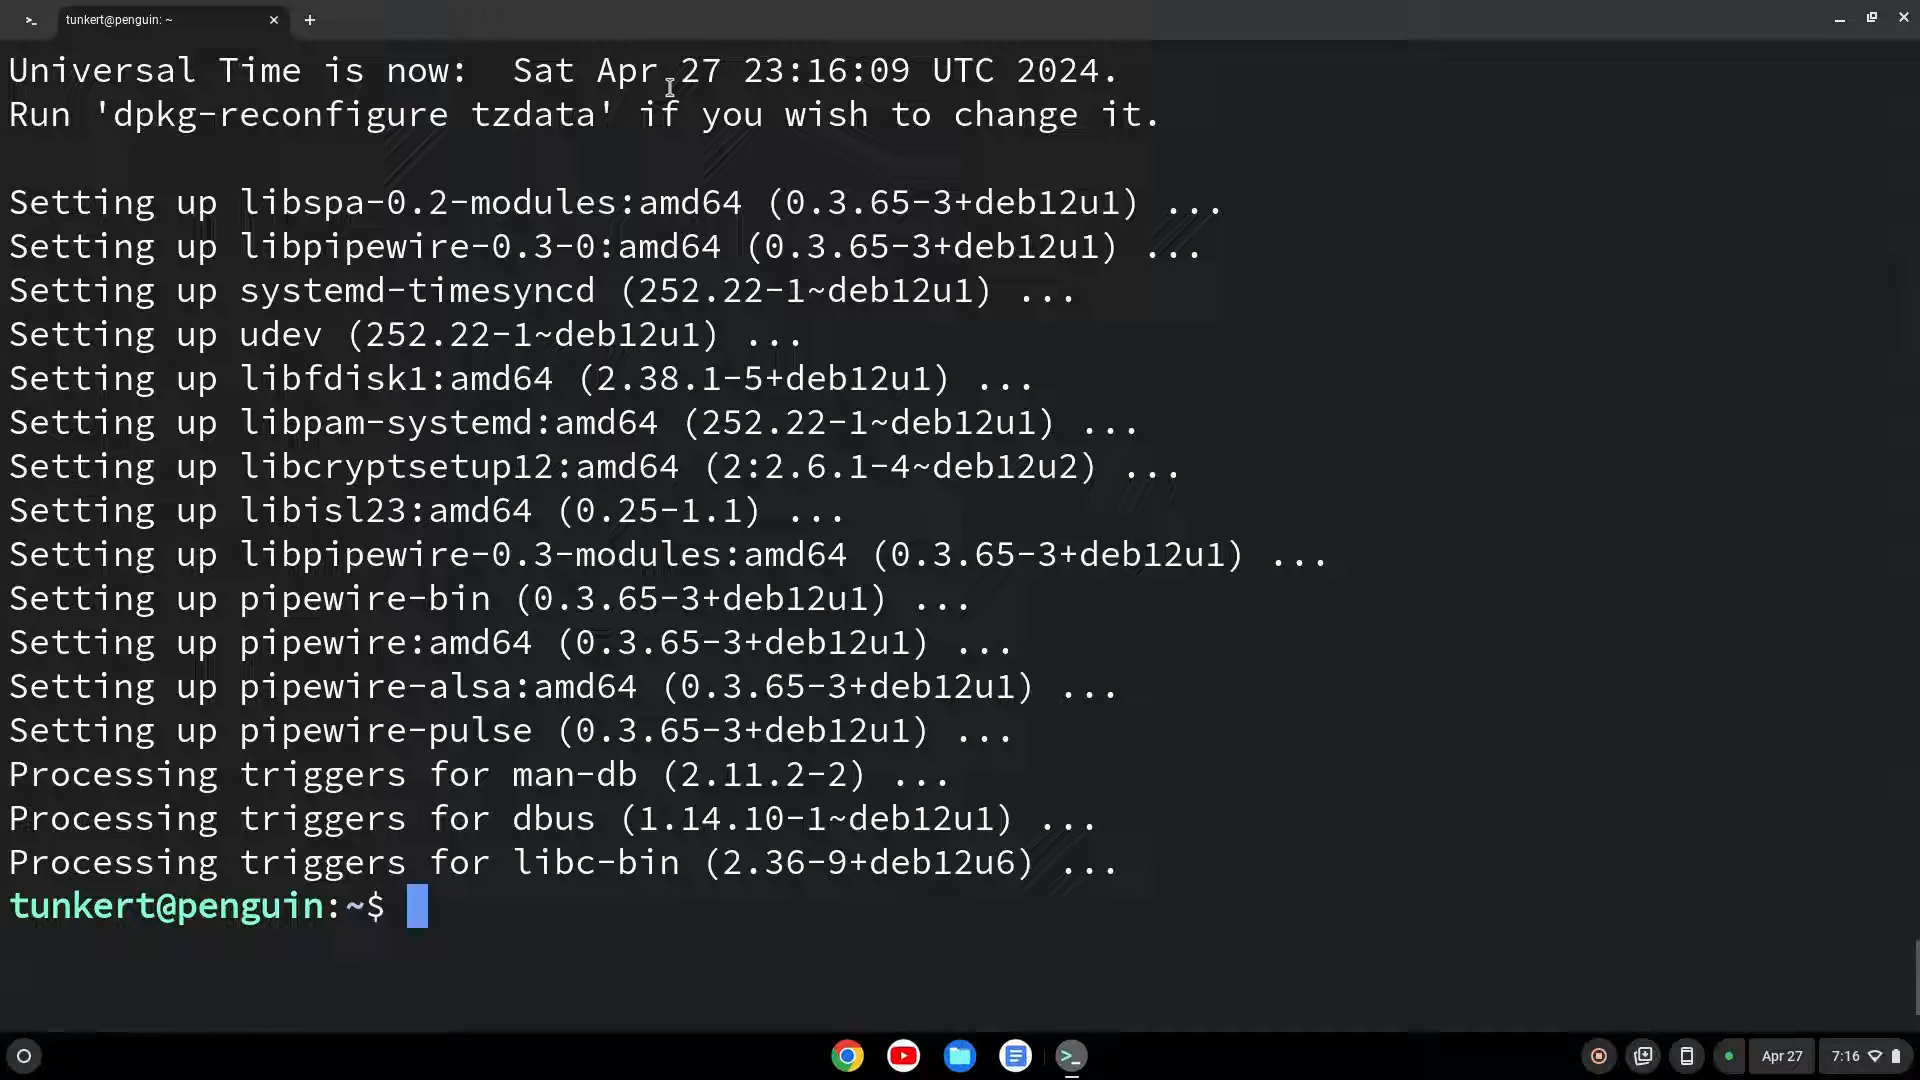 tunkert@penguin: ~
Universal Time is now:  Sat Apr 27 23:16:09 UTC 2024.
Run 'dpkg-reconfigure tzdata' if you wish to change it.
Setting up libspa-0.2-modules:amd64 (0.3.65-3+deb12u1) ...
Setting up libpipewire-0.3-0:amd64 (0.3.65-3+deb12u1) ...
Setting up systemd-timesyncd (252.22-1~deb12u1) ...
Setting up udev (252.22-1~deb12u1) ...
Setting up libfdisk1:amd64 (2.38.1-5+deb12u1) ...
Setting up libpam-systemd:amd64 (252.22-1~deb12u1) ...
Setting up libcryptsetup12:amd64 (2:2.6.1-4~deb12u2) ...
Setting up libisl23:amd64 (0.25-1.1) ...
Setting up libpipewire-0.3-modules:amd64 (0.3.65-3+deb12u1) ...
Setting up pipewire-bin (0.3.65-3+deb12u1) ...
Setting up pipewire:amd64 (0.3.65-3+deb12u1) ...
Setting up pipewire-alsa:amd64 (0.3.65-3+deb12u1) ...
Setting up pipewire-pulse (0.3.65-3+deb12u1) ...
Processing triggers for man-db (2.11.2-2) ...
Processing triggers for dbus (1.14.10-1~deb12u1) ...
Processing triggers for libc-bin (2.36-9+deb12u6) ...
tunkert@penguin:~$
Apr 27 7:16